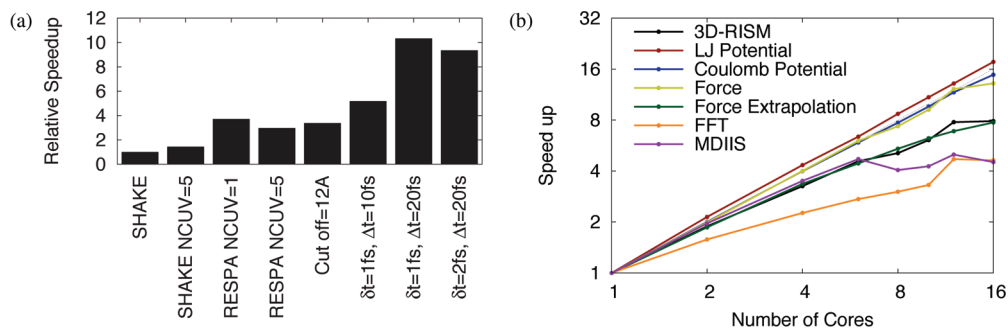 (a)
Relative Speedup
12
10
8
6
4
2
0
SHAKE
SHAKE NCUV=5
RESPA NCUV=1
RESPA NCUV=5
Cut off=12A
δt=1fs, Δt=10fs
δt=1fs, Δt=20fs
δt=2fs, Δt=20fs
(b)
Speed up
32
16
8
4
2
1
3D-RISM
LJ Potential
Coulomb Potential
Force
Force Extrapolation
FFT
MDIIS
1 2 4 8 16
Number of Cores